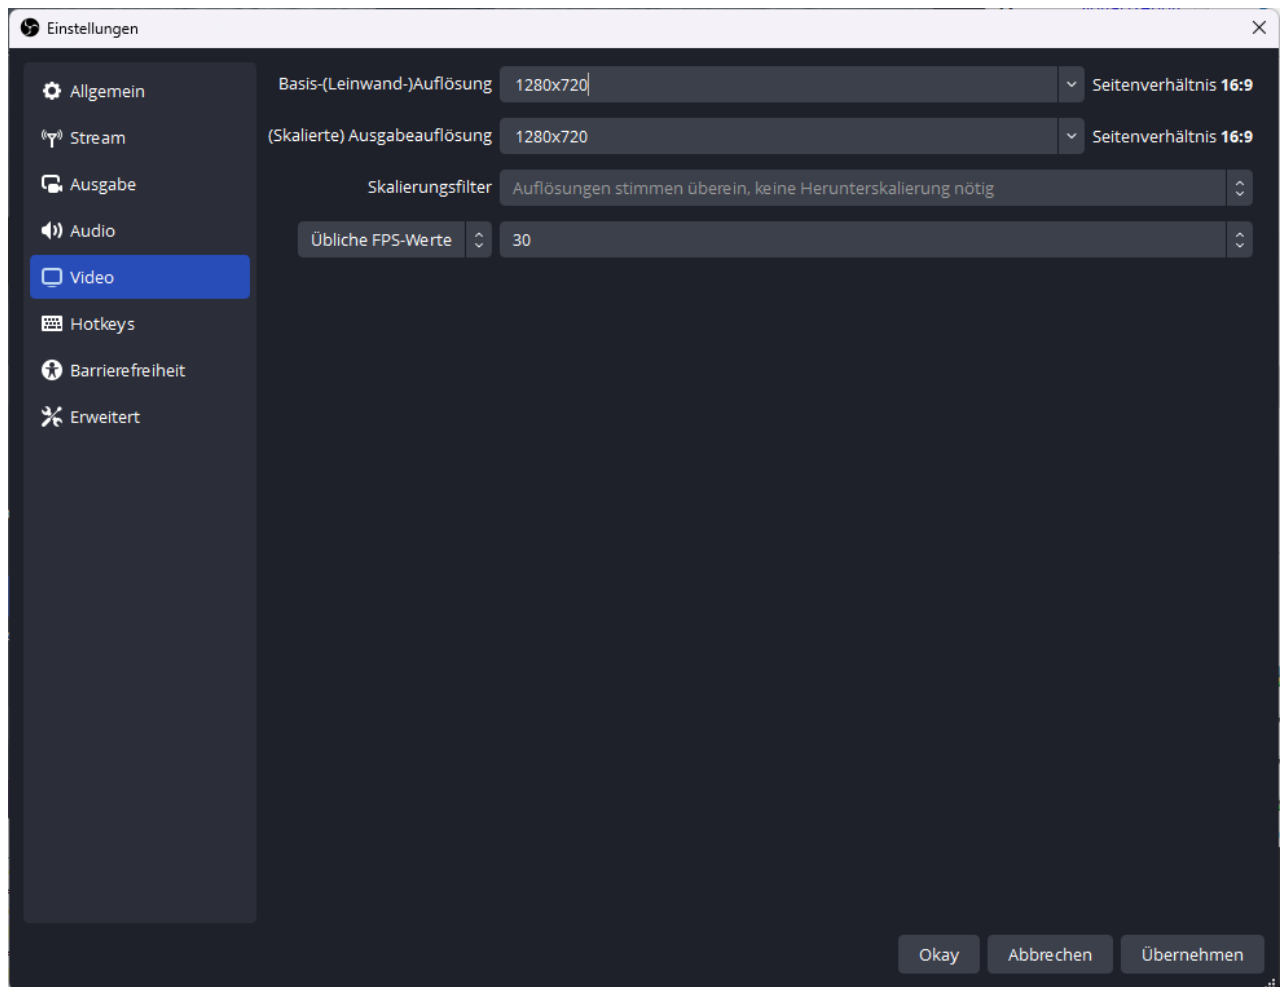 Einstellungen
Allgemein
Stream
Ausgabe
Audio
Video
Hotkeys
Barrierefreiheit
Erweitert
Basis-(Leinwand-)Auflösung 1280x720 Seitenverhältnis 16:9
(Skalierte) Ausgabeauflösung 1280x720 Seitenverhältnis 16:9
Skalierungsfilter Auflösungen stimmen überein, keine Herunterskalierung nötig
Übliche FPS-Werte 30
Okay Abbrechen Übernehmen